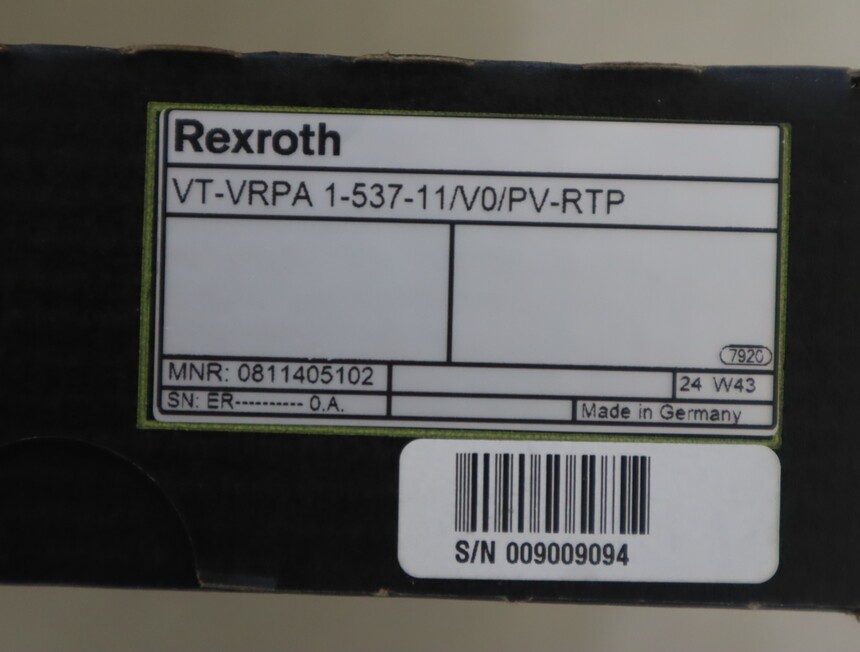 Rexroth
VT-VRPA 1-537-11/V0/PV-RTP
7920
MNR: 0811405102
24 W43
SN: ER---------- 0.A.
Made in Germany
S/N 009009094